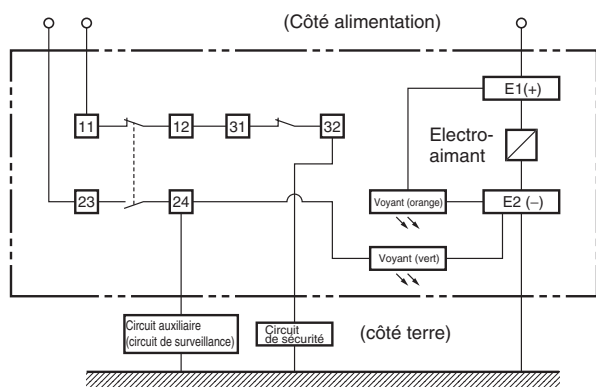 (Côté alimentation)
E1(+)
11
12
31
32
Electro-
aimant
23
24
Voyant (orange)
E2 (−)
Voyant (vert)
Circuit auxiliaire
(circuit de surveillance)
Circuit
de sécurité
(côté terre)